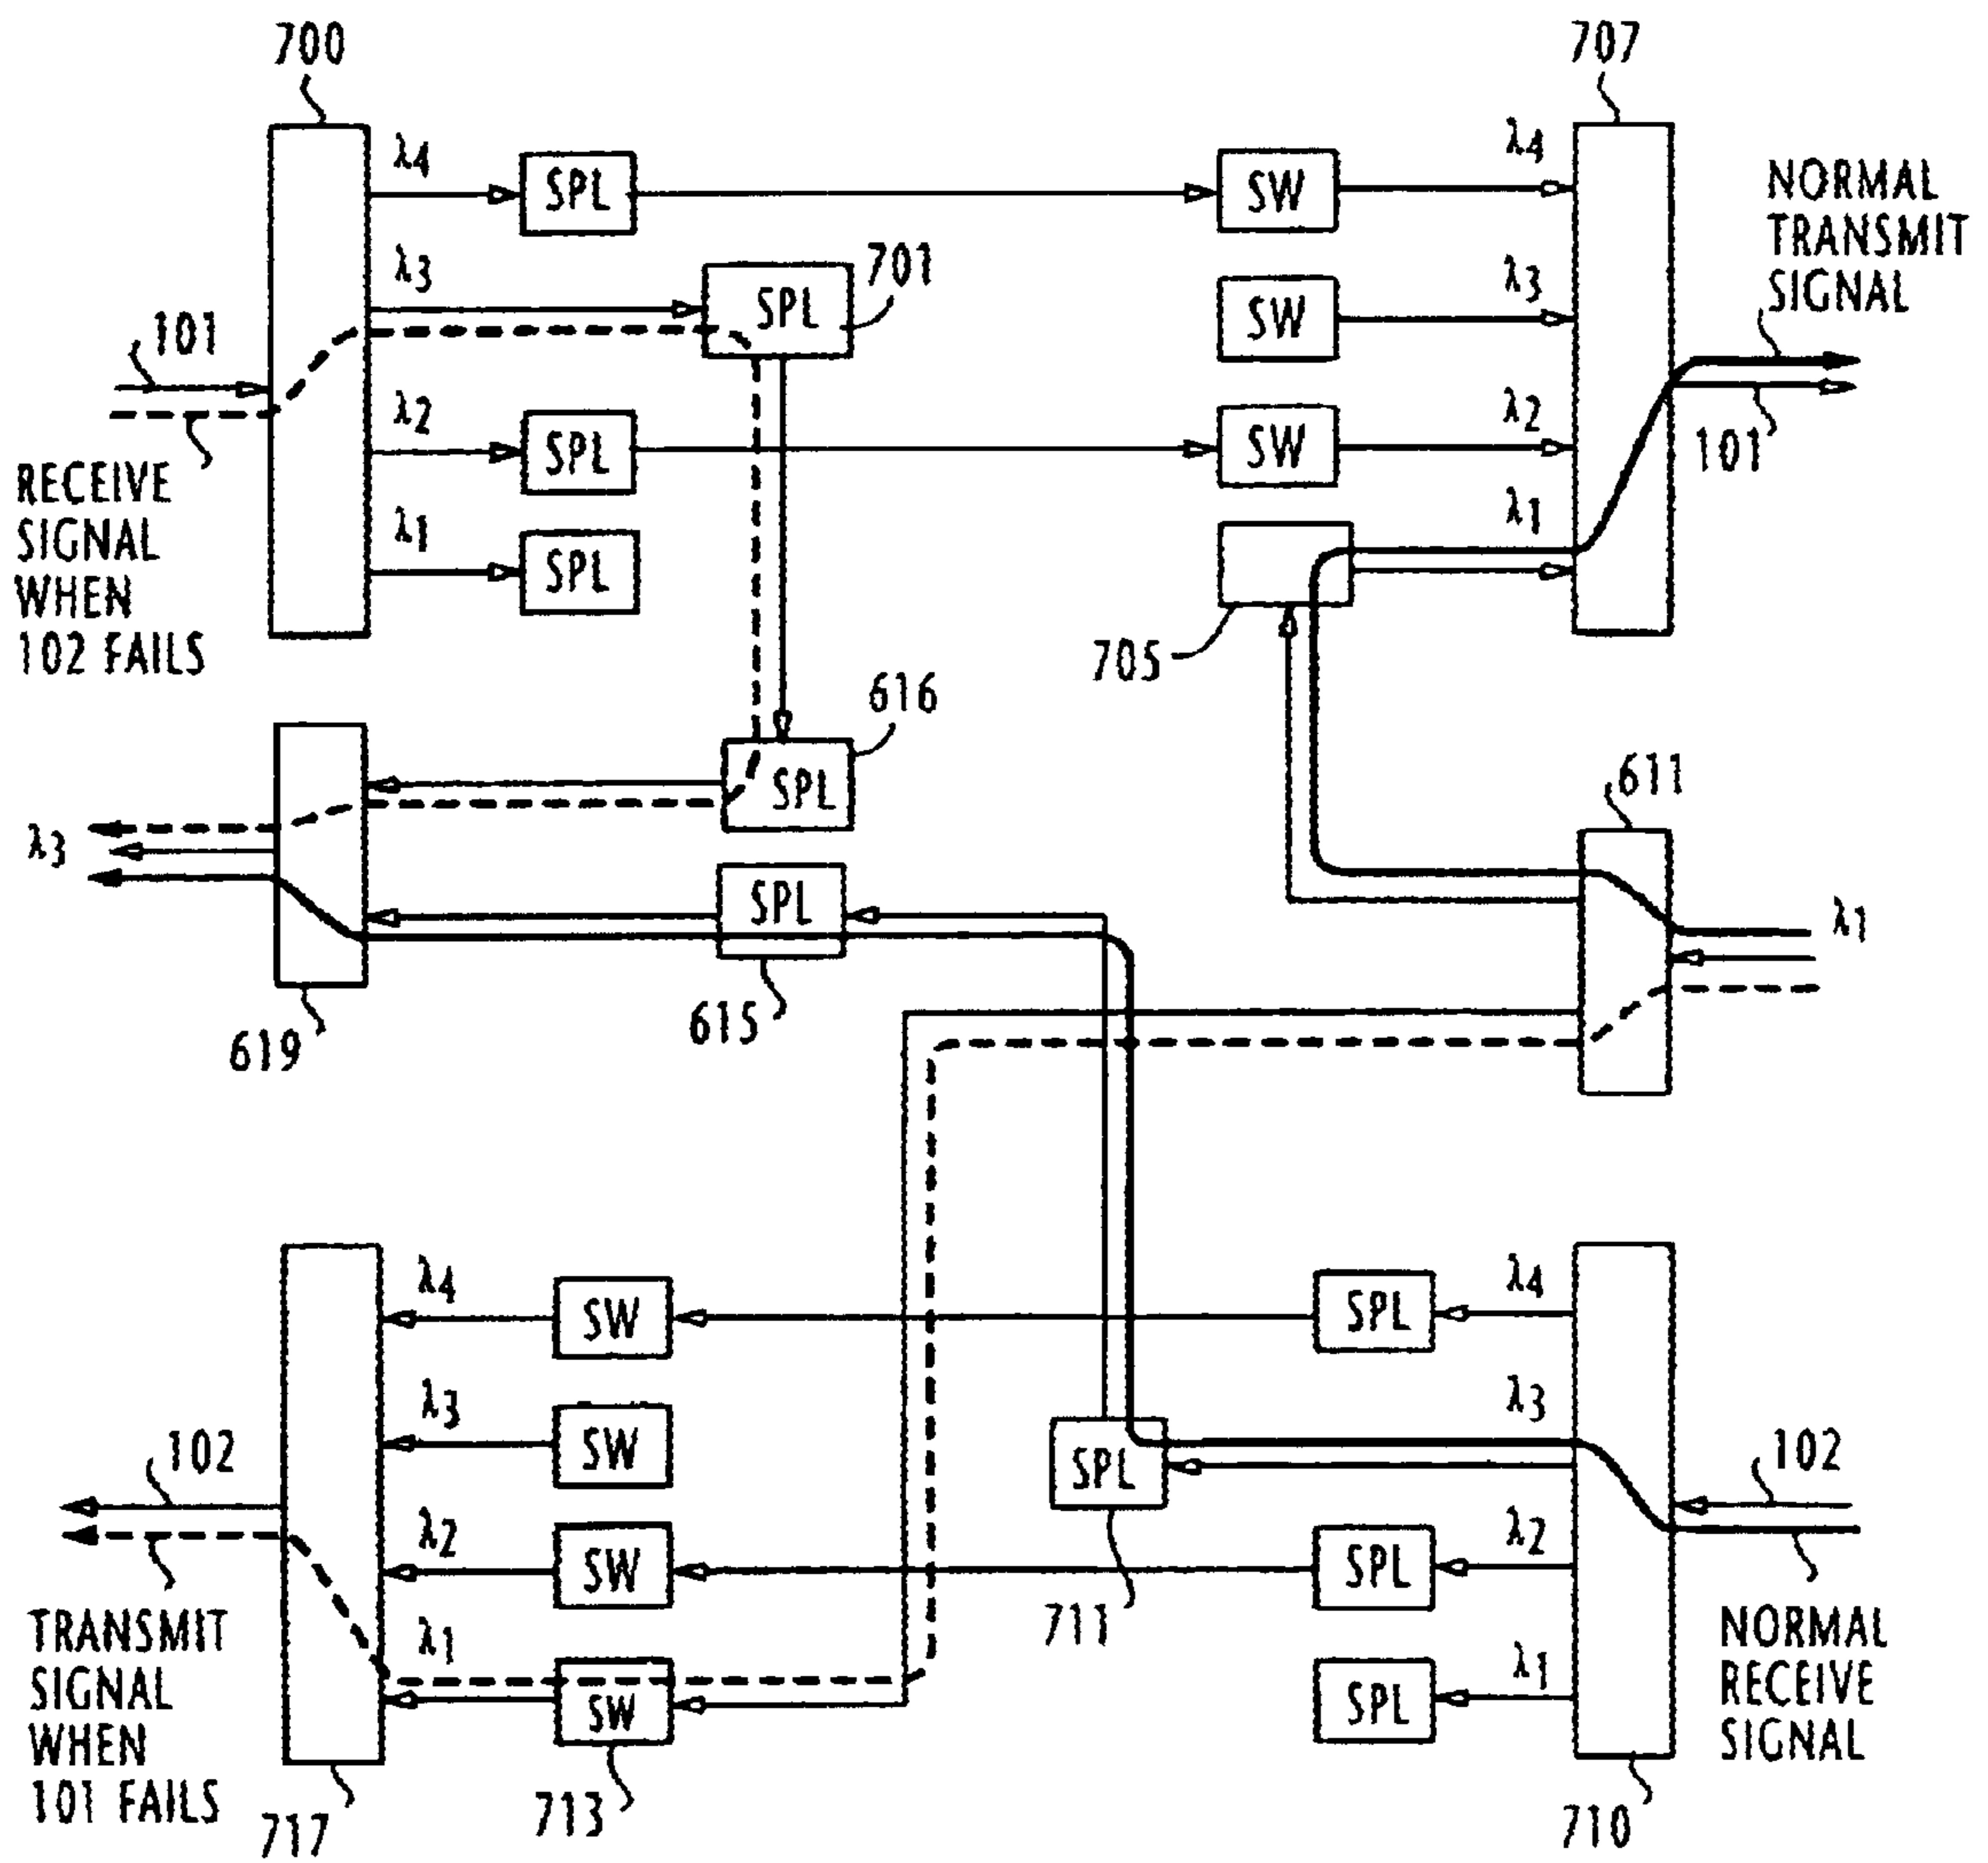 700
707
λ4
SPL
SW
λ4
NORMAL
TRANSMIT
SIGNAL
λ3
SPL
701
SW
λ3
101
λ2
SPL
SW
λ2
101
RECEIVE
SIGNAL
WHEN
102 FAILS
λ1
SPL
λ1
705
616
SPL
611
λ3
SPL
λ1
615
619
λ4
SW
SPL
λ4
λ3
SW
SPL
λ3
102
102
λ2
SW
SPL
λ2
711
TRANSMIT
SIGNAL
WHEN
101 FAILS
λ1
SW
SPL
λ1
NORMAL
RECEIVE
SIGNAL
717
713
710